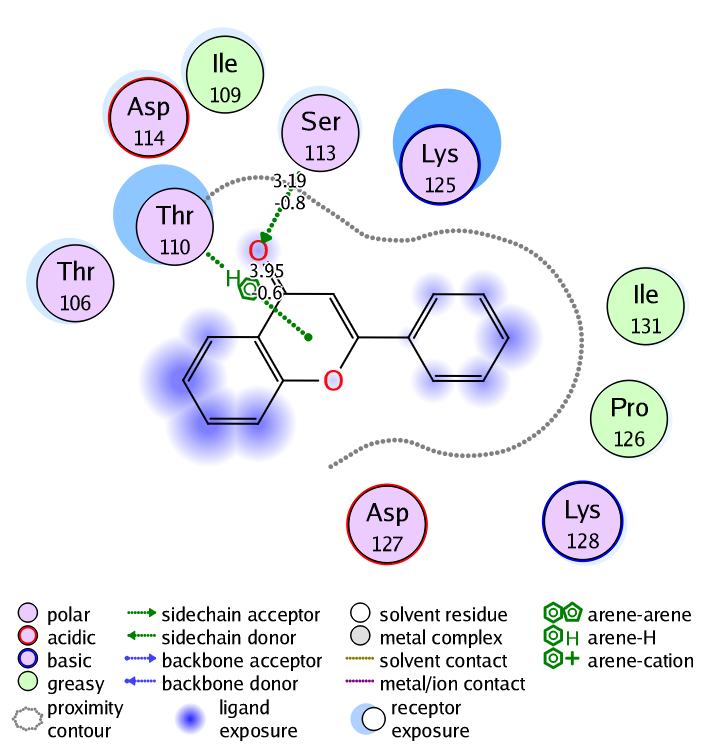 Ile
109
Asp
114
Ser
113
Lys
125
3.19
-0.8
Thr
110
O
3.95
-0.6
H
Thr
106
Ile
131
O
Pro
126
Asp
127
Lys
128
polar
sidechain acceptor
solvent residue
arene-arene
acidic
sidechain donor
metal complex
H
arene-H
basic
backbone acceptor
solvent contact
+
arene-cation
greasy
backbone donor
metal/ion contact
proximity
contour
ligand
exposure
receptor
exposure